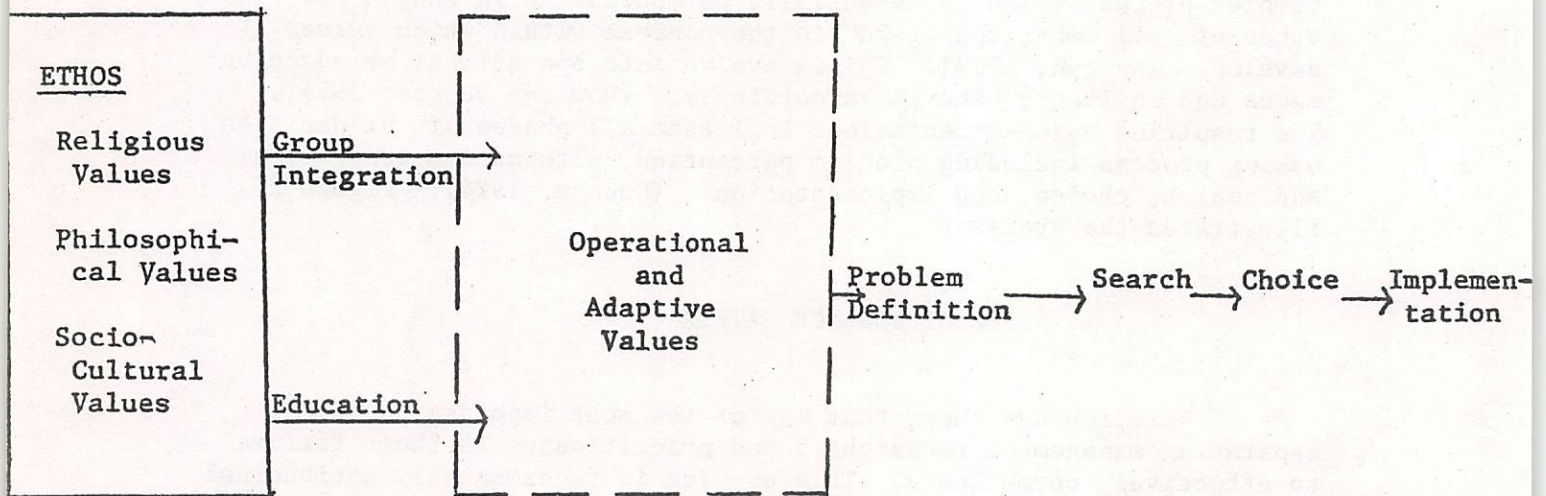 ETHOS
Religious
Values
Philosophi-
cal Values
Socio-
Cultural
Values
Group
Integration
Education
Operational
and
Adaptive
Values
Problem
Definition
Search
Choice
Implemen-
tation